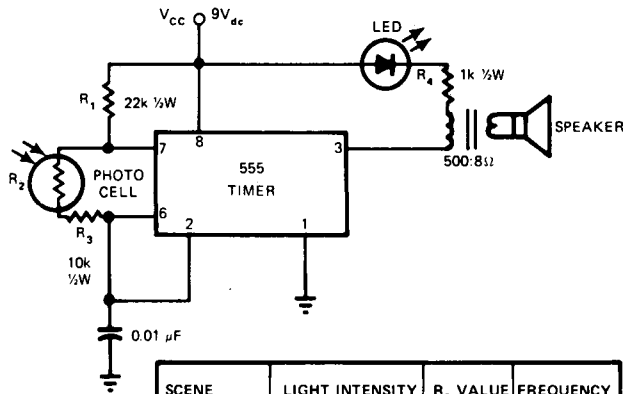 V_CC 9V_dc
LED
R_1 22k ½W
R_4 1k ½W
SPEAKER
500:8Ω
7
8
3
555
TIMER
R_2
PHOTO
CELL
6
2
1
R_3
10k
½W
0.01 µF
SCENE LIGHT INTENSITY R_ VALUE FREQUENCY